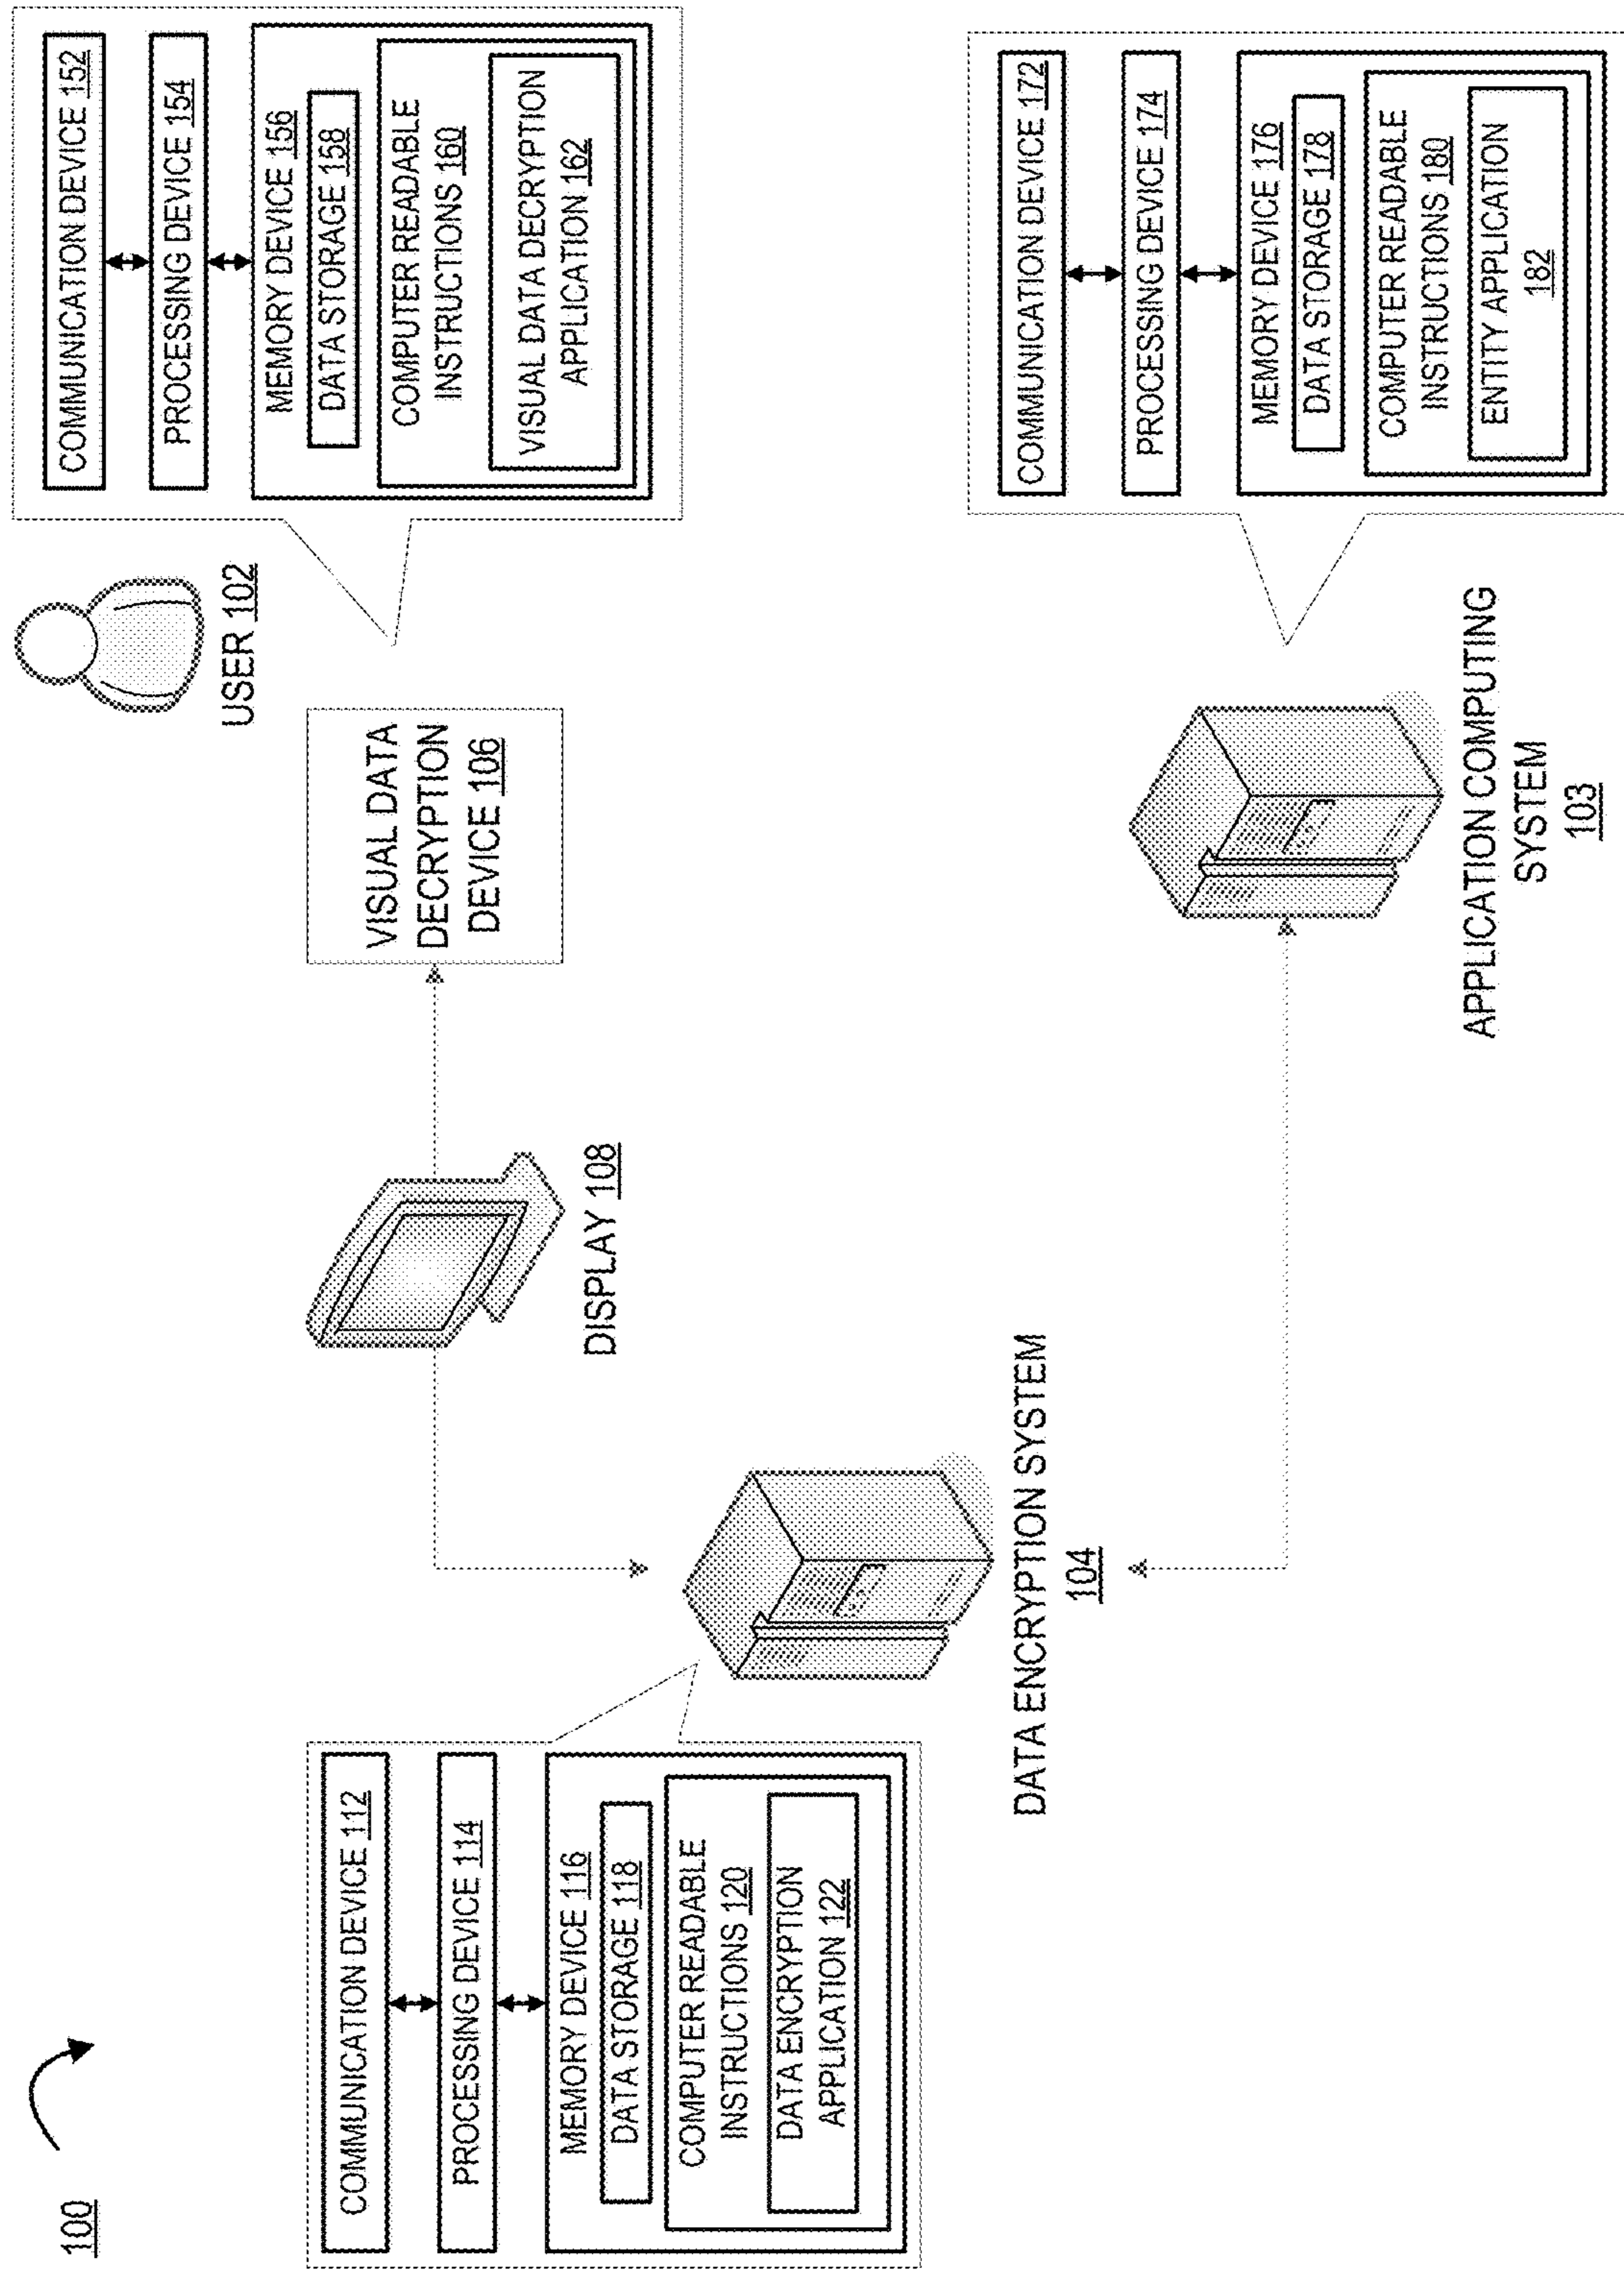 100
COMMUNICATION DEVICE 112
PROCESSING DEVICE 114
MEMORY DEVICE 116
DATA STORAGE 118
COMPUTER READABLE
INSTRUCTIONS 120
DATA ENCRYPTION
APPLICATION 122
DATA ENCRYPTION SYSTEM
104
DISPLAY 108
VISUAL DATA
DECRYPTION
DEVICE 106
USER 102
COMMUNICATION DEVICE 152
PROCESSING DEVICE 154
MEMORY DEVICE 156
DATA STORAGE 158
COMPUTER READABLE
INSTRUCTIONS 160
VISUAL DATA DECRYPTION
APPLICATION 162
APPLICATION COMPUTING
SYSTEM
103
COMMUNICATION DEVICE 172
PROCESSING DEVICE 174
MEMORY DEVICE 176
DATA STORAGE 178
COMPUTER READABLE
INSTRUCTIONS 180
ENTITY APPLICATION
182